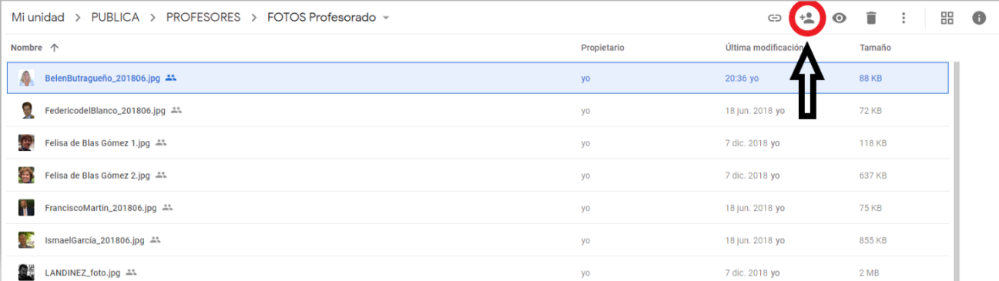 Mi unidad > PUBLICA > PROFESORES > FOTOS Profesorado
Nombre Propietario Última modificación Tamaño
BelenButragueño_201806.jpg yo 20:36 yo 88 KB
FedericodelBlanco_201806.jpg yo 18 jun. 2018 yo 72 KB
Felisa de Blas Gómez 1.jpg yo 7 dic. 2018 yo 118 KB
Felisa de Blas Gómez 2.jpg yo 7 dic. 2018 yo 637 KB
FranciscoMartin_201806.jpg yo 18 jun. 2018 yo 75 KB
IsmaelGarcía_201806.jpg yo 18 jun. 2018 yo 855 KB
LANDINEZ_foto.jpg yo 7 dic. 2018 yo 2 MB